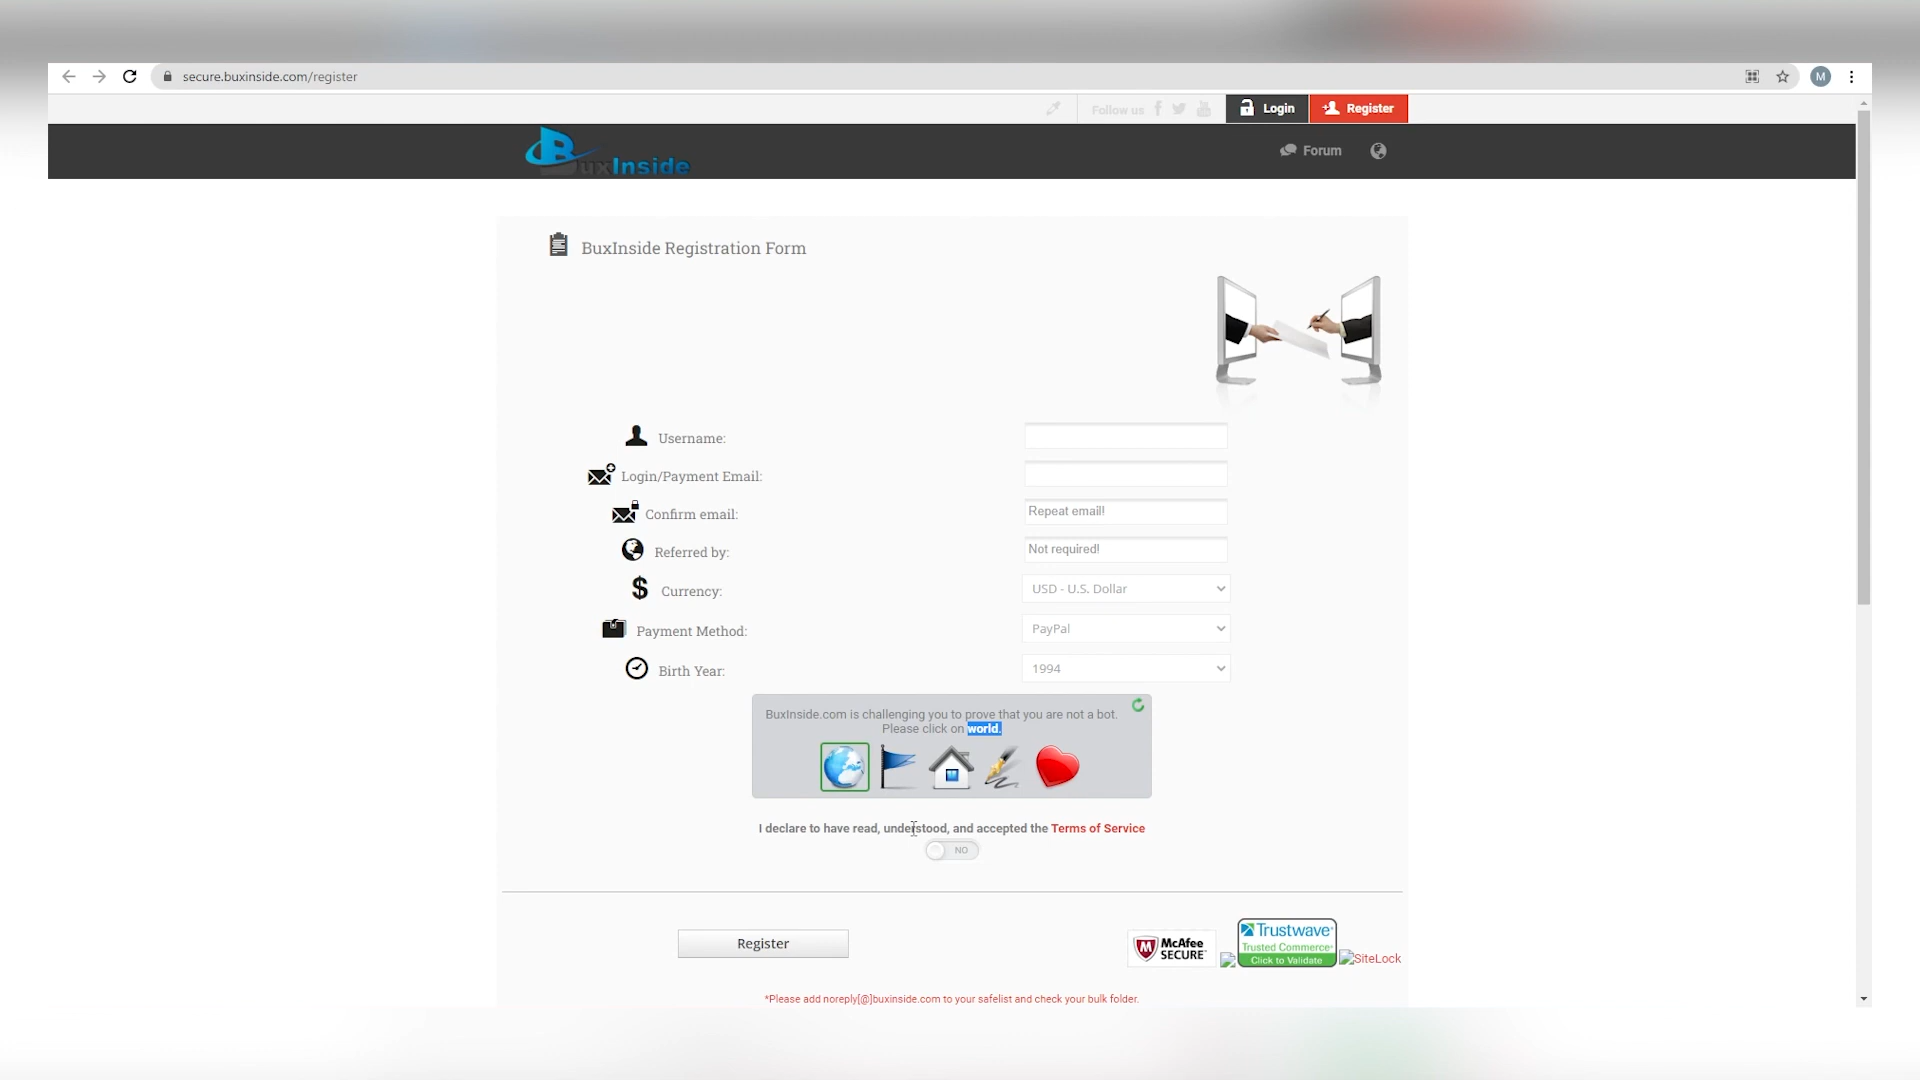 secure.buxinside.com/register
M
Follow us
Login
Register
BuxInside
Forum
BuxInside Registration Form
Username:
Login/Payment Email:
Confirm email:
Repeat email!
Referred by:
Not required!
Currency:
USD - U.S. Dollar
Payment Method:
PayPal
Birth Year:
1994
BuxInside.com is challenging you to prove that you are not a bot.
Please click on world.
I declare to have read, understood, and accepted the Terms of Service
NO
Register
McAfee
SECURE
Trustwave
Trusted Commerce
Click to Validate
SiteLock
*Please add noreply[@]buxinside.com to your safelist and check your bulk folder.